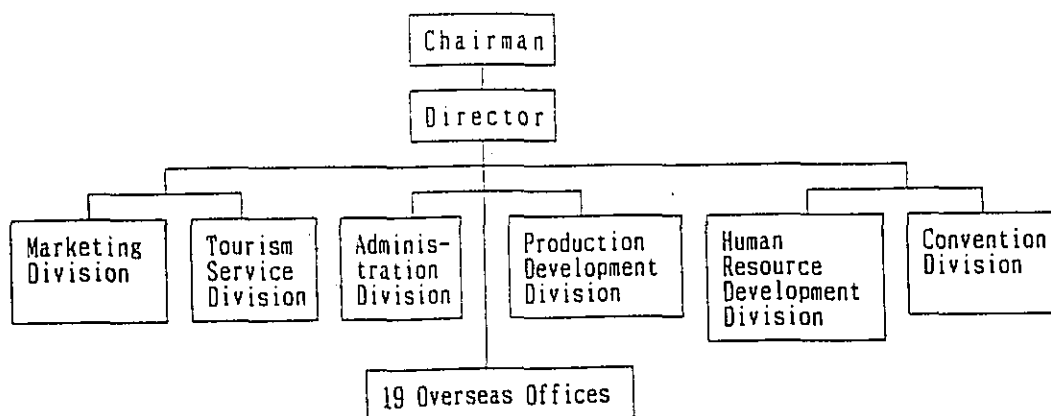 Chairman
Director
Marketing
Division
Tourism
Service
Division
Adminis-
tration
Division
Production
Development
Division
Human
Resource
Development
Division
Convention
Division
19 Overseas Offices